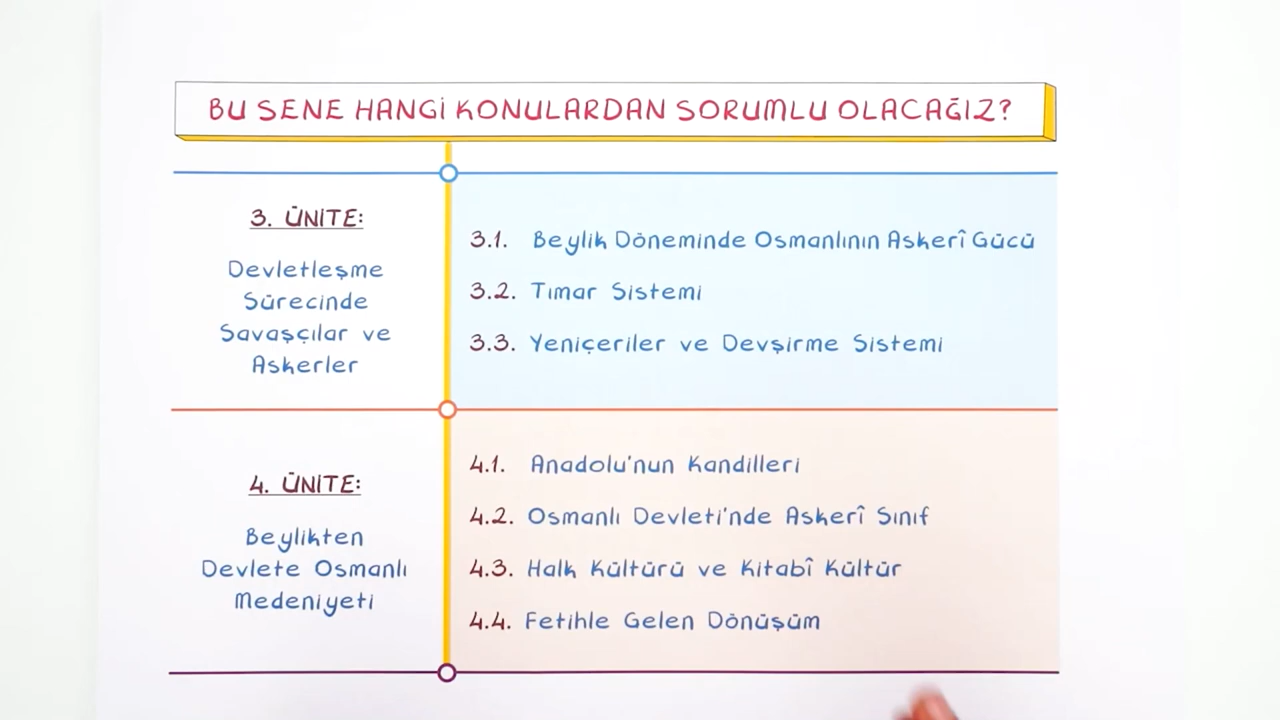 BU SENE HANGİ KONULARDAN SORUMLU OLACAĞIZ?
3. ÜNİTE:
Devletleşme
Sürecinde
Savaşçılar ve
Askerler
3.1. Beylik Döneminde Osmanlının Askerî Gücü
3.2. Tımar Sistemi
3.3. Yeniçeriler ve Devşirme Sistemi
4. ÜNİTE:
Beylikten
Devlete Osmanlı
Medeniyeti
4.1. Anadolu'nun Kandilleri
4.2. Osmanlı Devleti'nde Askerî Sınıf
4.3. Halk Kültürü ve Kitabî Kültür
4.4. Fetihle Gelen Dönüşüm